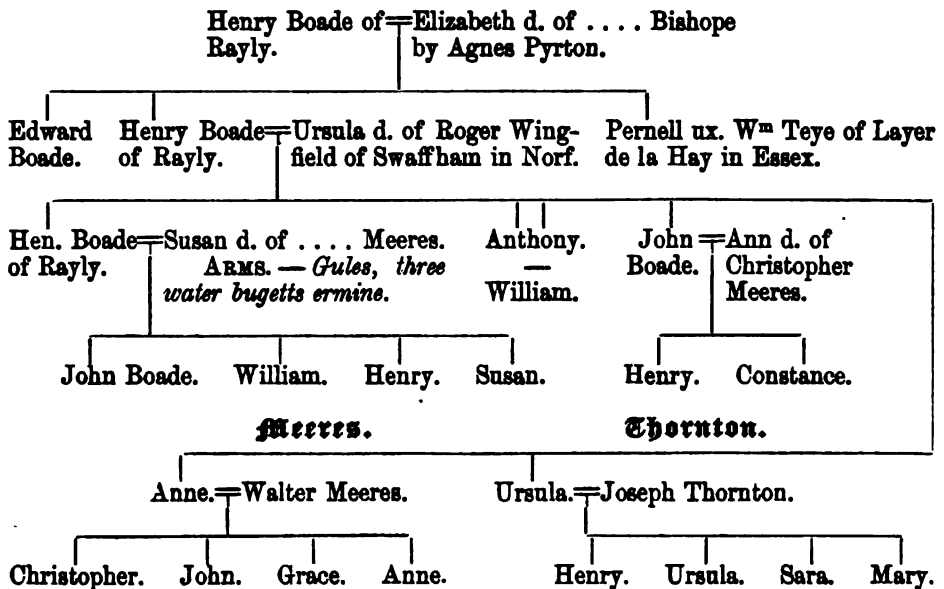 Henry Boade of Elizabeth d. of .... Bishope
Rayly. by Agnes Pyrton.
Edward Henry Boade Ursula d. of Roger Wing- Pernell ux. Wm Teye of Layer
Boade. of Rayly. field of Swaffham in Norf. de la Hay in Essex.
Hen. Boade Susan d. of .... Meeres. Anthony. John Ann d. of
of Rayly. ARMS. — Gules, three — Boade. Christopher
water bugetts ermine. William. Meeres.
John Boade. William. Henry. Susan. Henry. Constance.
Meeres. Thornton.
Anne. Walter Meeres. Ursula. Joseph Thornton.
Christopher. John. Grace. Anne. Henry. Ursula. Sara. Mary.